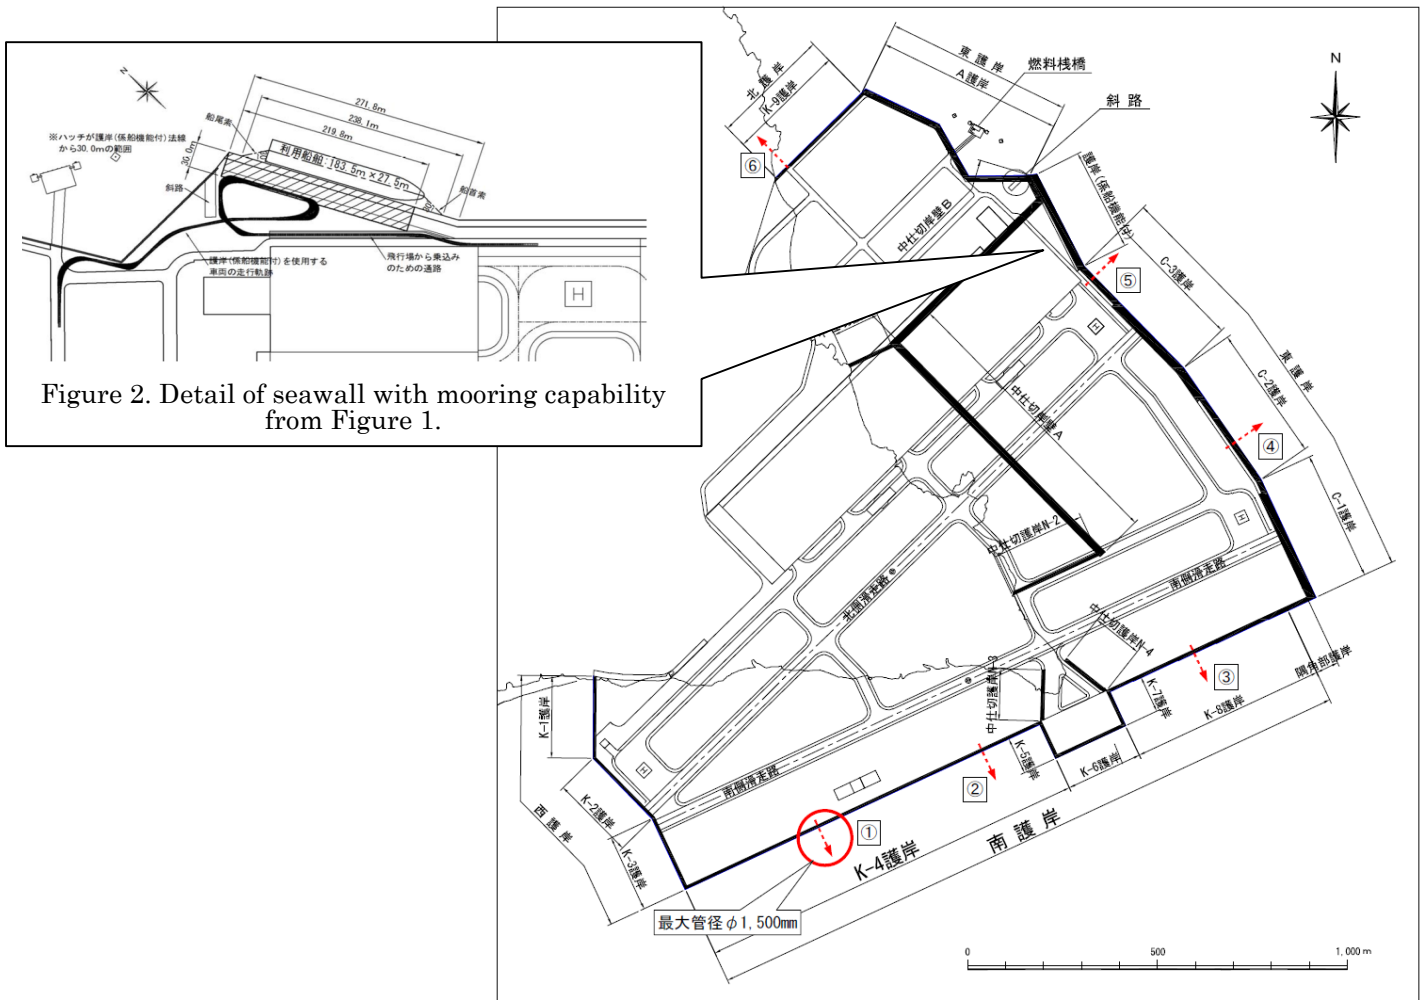 N
271.8m
238.1m
219.8m
船尾索
※ハッチが護岸(係船機能付)法線
から30.0mの範囲
30.0m
利用船舶:183.5m×27.5m
斜路
船首索
護岸(係船機能付)を使用する
車両の走行軌跡
飛行場から乗込み
のための通路
H
Figure 2. Detail of seawall with mooring capability
from Figure 1.
北護岸
K-9護岸
東護岸
A護岸
燃料桟橋
斜路
N
⑥
護岸(係船機能付)
中仕切岸壁B
C-3護岸
⑤
H
東護岸
C-2護岸
中仕切岸壁A
④
C-1護岸
H
中仕切護岸N-2
南側滑走路
北側滑走路
中仕切護岸N-4
中仕切護岸N-3
隅角部護岸
③
K-7護岸
K-8護岸
K-1護岸
H
K-5護岸
K-6護岸
南側滑走路
②
K-2護岸
西護岸
K-3護岸
①
K-4護岸
南護岸
最大管径φ1,500mm
0 500 1,000m